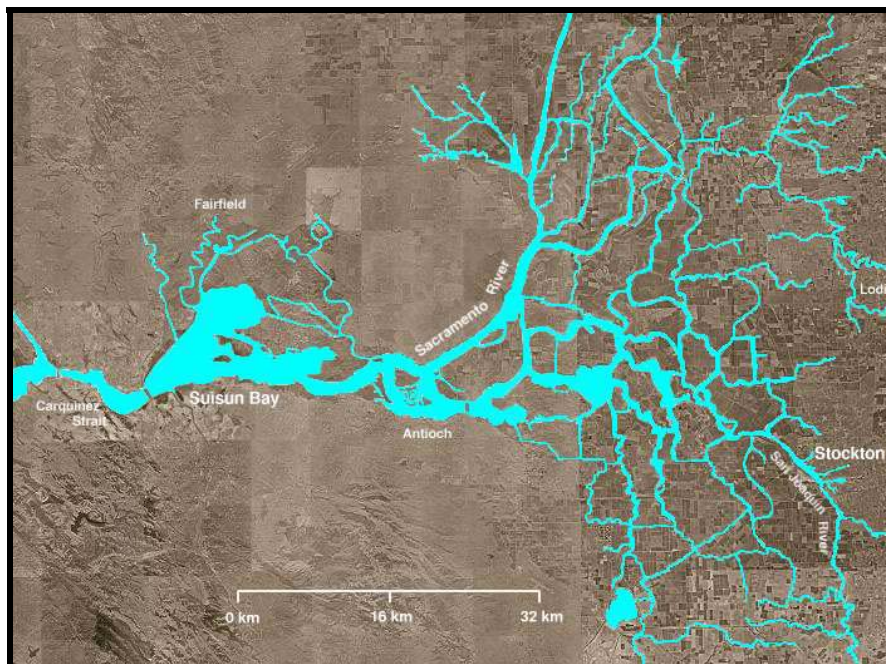 Fairfield
Sacramento River
Lodi
Suisun Bay
Carquinez
Strait
Antioch
Stockton
San Joaquin River
0 km
16 km
32 km